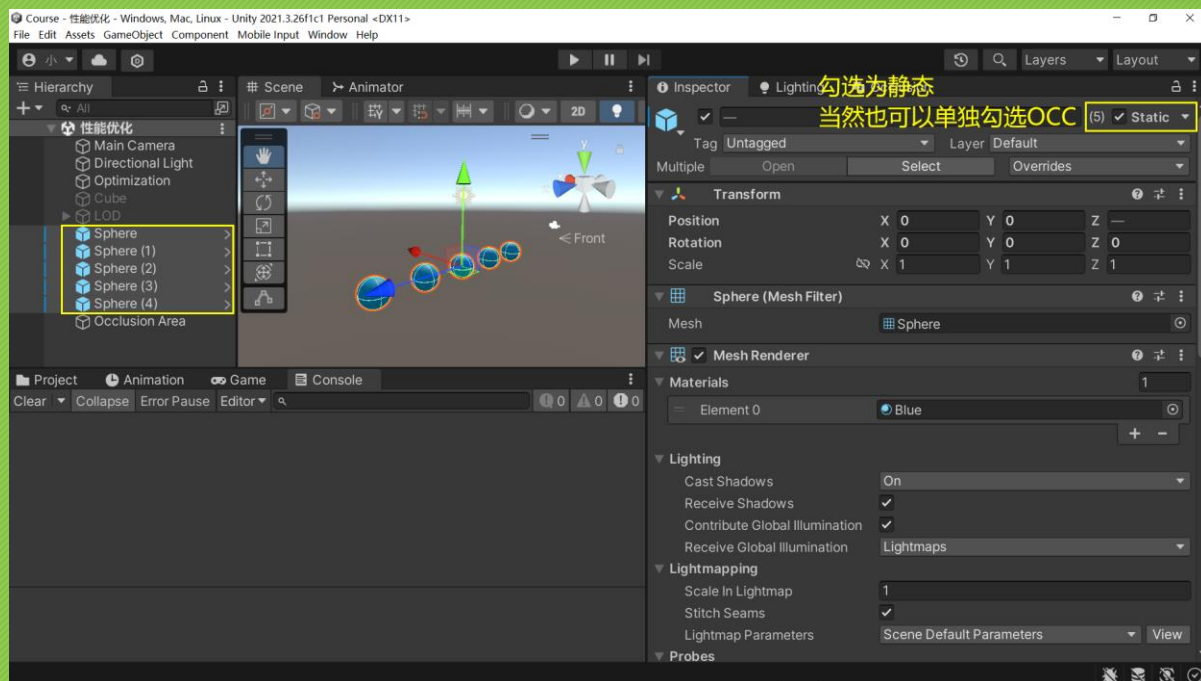 Course - 性能优化 - Windows, Mac, Linux - Unity 2021.3.26f1c1 Personal <DX11>
File Edit Assets GameObject Component Mobile Input Window Help
小 Layers Layout
Hierarchy
All
性能优化
Main Camera
Directional Light
Optimization
Cube
LOD
Sphere
Sphere (1)
Sphere (2)
Sphere (3)
Sphere (4)
Occlusion Area
Scene Animator
2D
y
Front
Project Animation Game Console
Clear Collapse Error Pause Editor 0 0 0
Inspector Lighting
勾选为静态
当然也可以单独勾选OCC
— (5) Static
Tag Untagged Layer Default
Multiple Open Select Overrides
Transform
Position X 0 Y 0 Z —
Rotation X 0 Y 0 Z 0
Scale X 1 Y 1 Z 1
Sphere (Mesh Filter)
Mesh Sphere
Mesh Renderer
Materials 1
Element 0 Blue
+ −
Lighting
Cast Shadows On
Receive Shadows
Contribute Global Illumination
Receive Global Illumination Lightmaps
Lightmapping
Scale In Lightmap 1
Stitch Seams
Lightmap Parameters Scene Default Parameters View
Probes